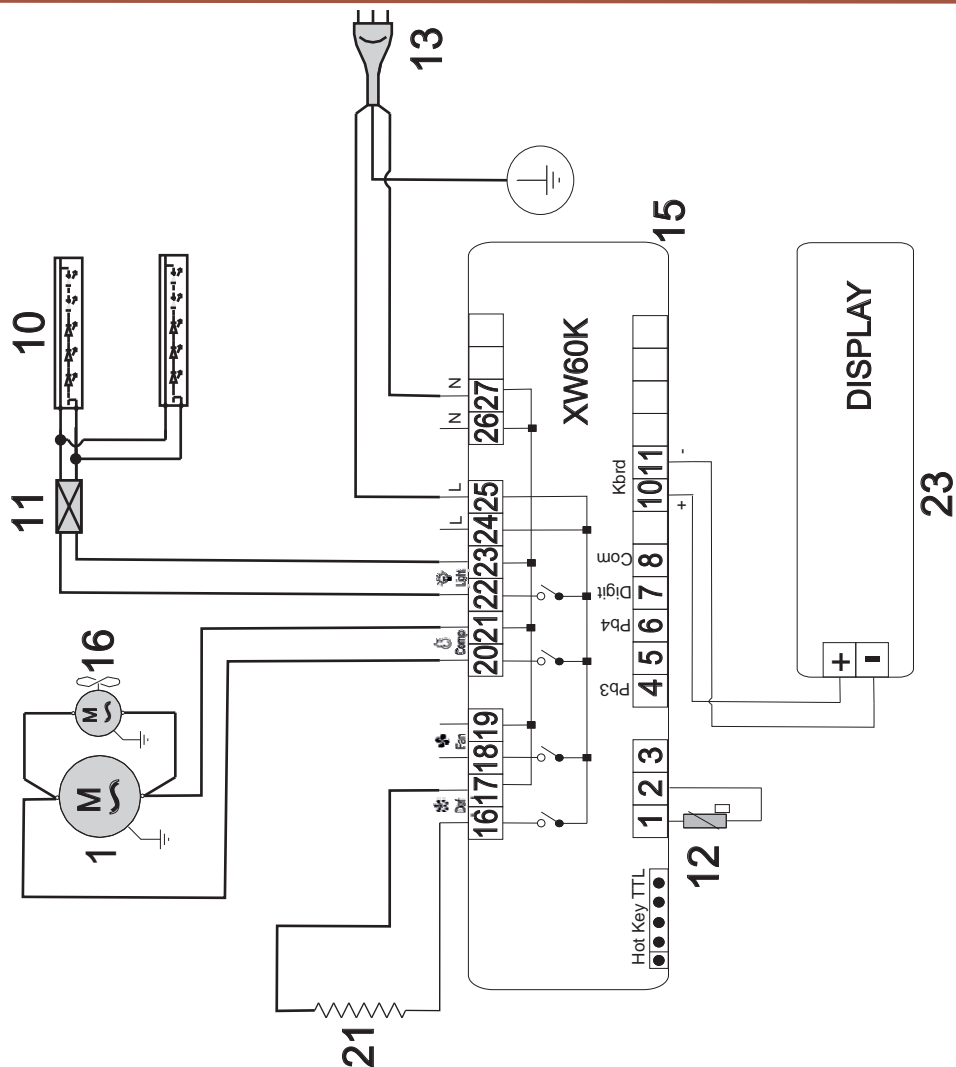 13
10
11
16
M
M
1
21
15
XW60K
N
N
27
26
L
L
25
24
23
22
Light
21
20
Comp
19
18
Fan
17
16
Def
Kbrd
11
10
-
+
Com
8
Digit
7
Pb4
6
5
Pb3
4
3
2
1
12
Hot Key TTL
DISPLAY
+
-
23